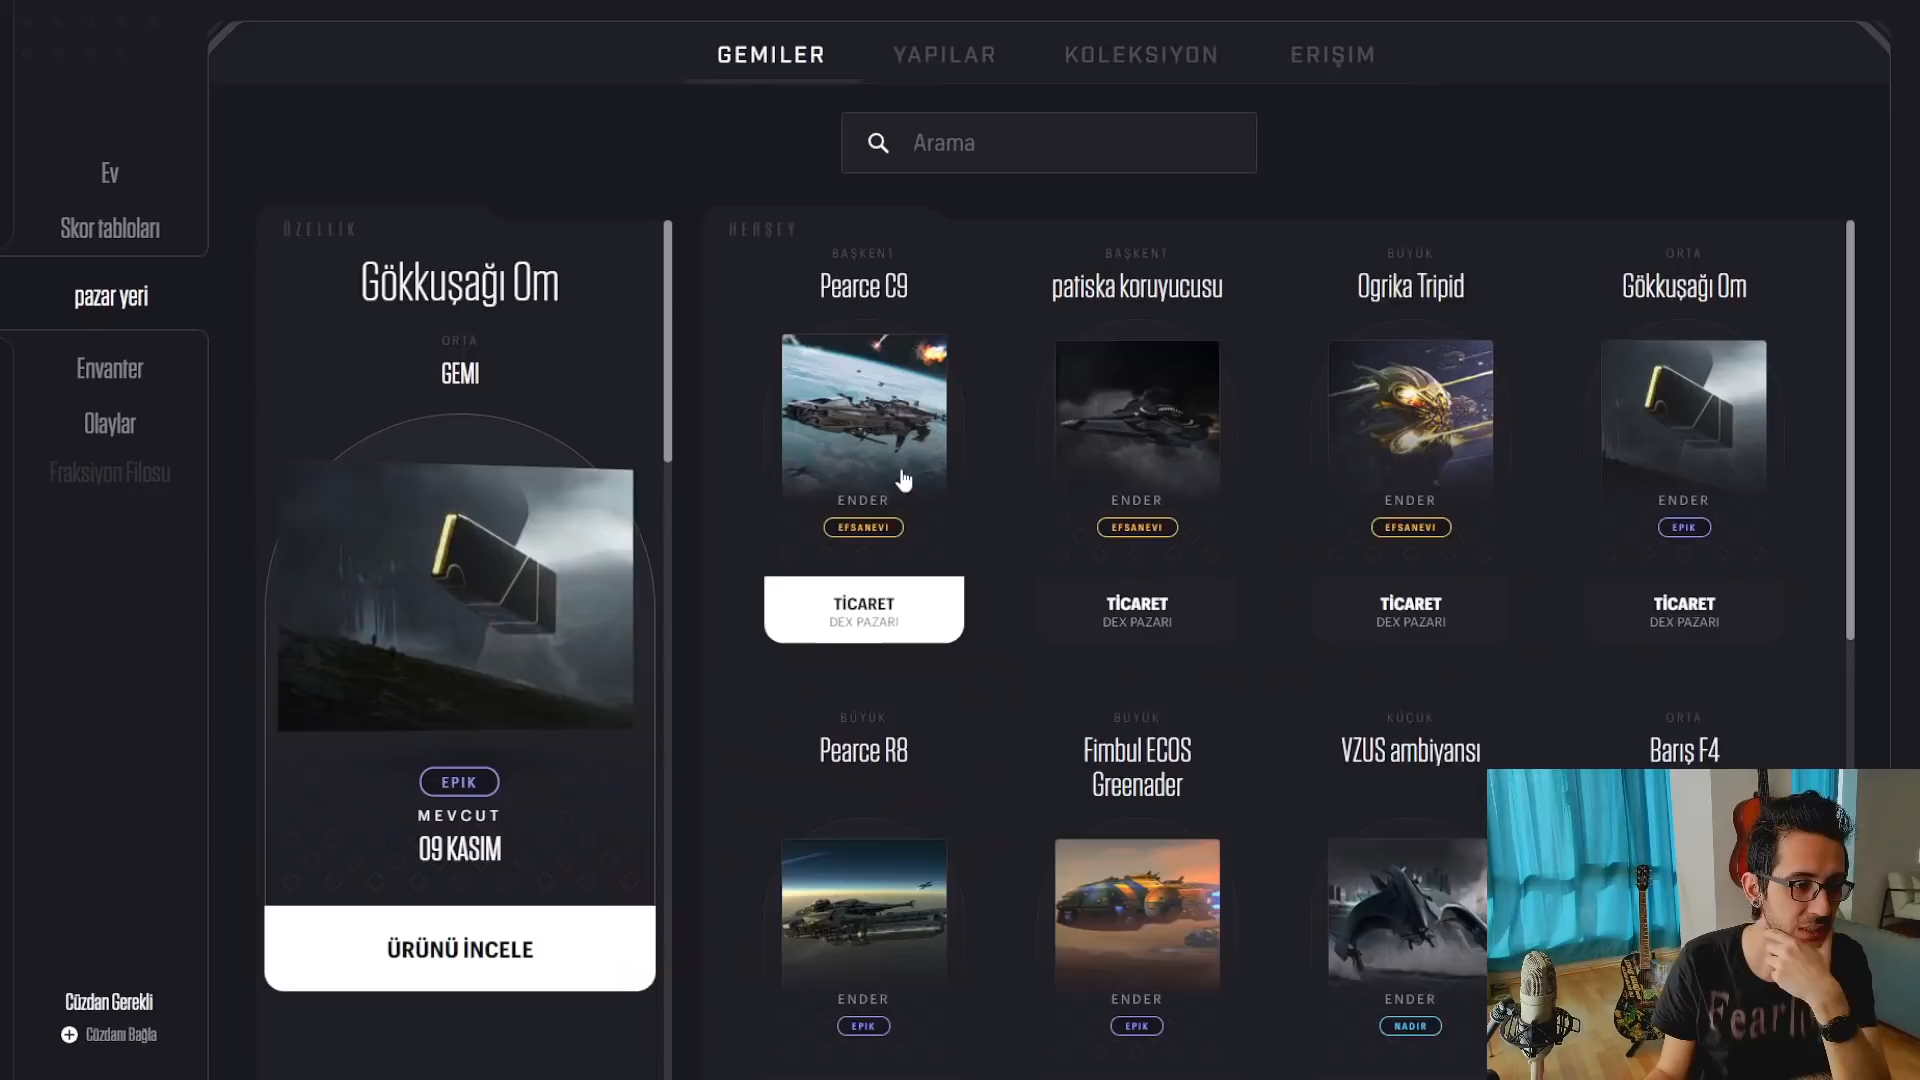 GEMILER
YAPILAR
KOLEKSIYON
ERIŞIM
Arama
Ev
Skor tabloları
pazar yeri
Envanter
Olaylar
Fraksiyon Filosu
Cüzdan Gerekli
Cüzdanı Bağla
ÖZELLİK
Gökkuşağı Om
ORTA
GEMI
EPIK
MEVCUT
09 KASIM
ÜRÜNÜ İNCELE
HERŞEY
BAŞKENT
Pearce C9
ENDER
EFSANEVI
TİCARET
DEX PAZARI
BAŞKENT
patiska koruyucusu
ENDER
EFSANEVI
TİCARET
DEX PAZARI
BÜYÜK
Ogrika Tripid
ENDER
EFSANEVI
TİCARET
DEX PAZARI
ORTA
Gökkuşağı Om
ENDER
EPIK
TİCARET
DEX PAZARI
BÜYÜK
Pearce R8
ENDER
EPIK
BÜYÜK
Fimbul ECOS
Greenader
ENDER
EPIK
KÜÇÜK
VZUS ambiyansı
ENDER
NADIR
ORTA
Barış F4